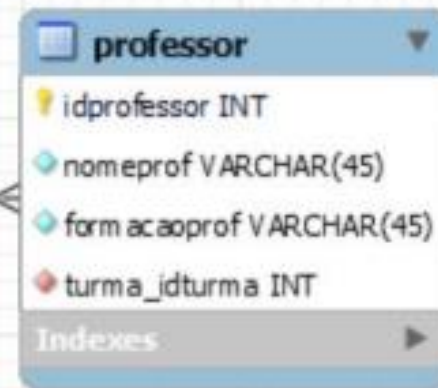 professor
idprofessor INT
nomeprof VARCHAR(45)
formacaoprof VARCHAR(45)
turma_idturma INT
Indexes